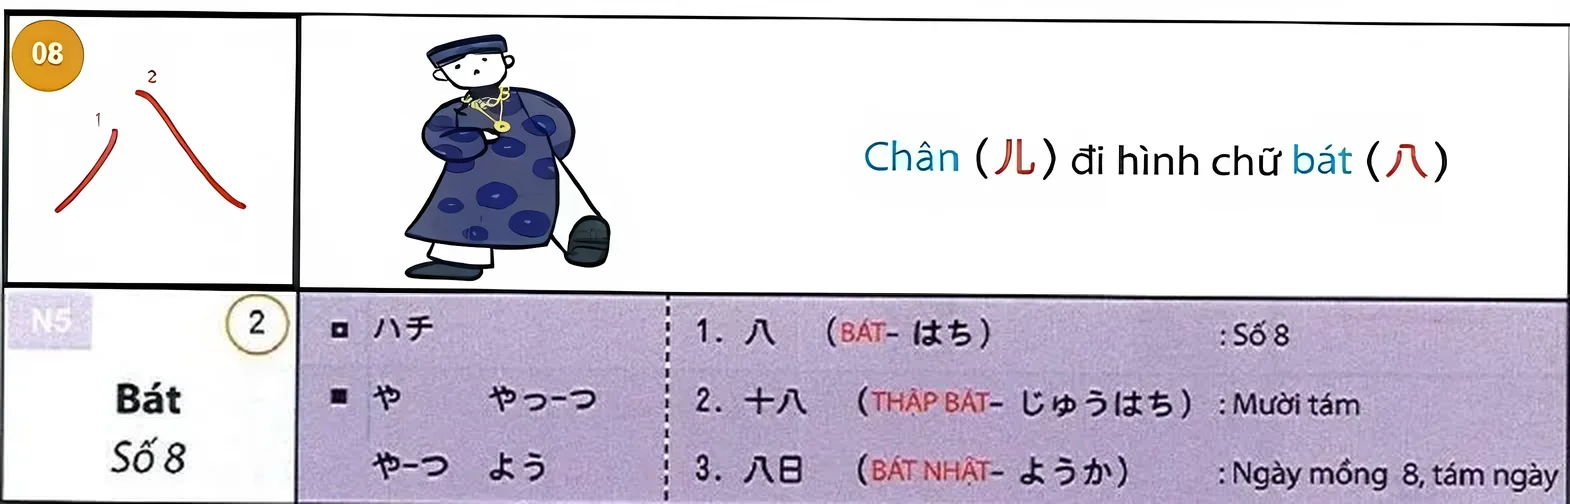 08
1
2
八
Chân (儿) đi hình chữ bát (八)
N5
2
Bát
Số 8
ハチ
や やっ-つ
や-つ よう
1. 八 (BÁT- はち) : Số 8
2. 十八 (THẬP BÁT- じゅうはち) : Mười tám
3. 八日 (BÁT NHẬT- ようか) : Ngày mồng 8, tám ngày